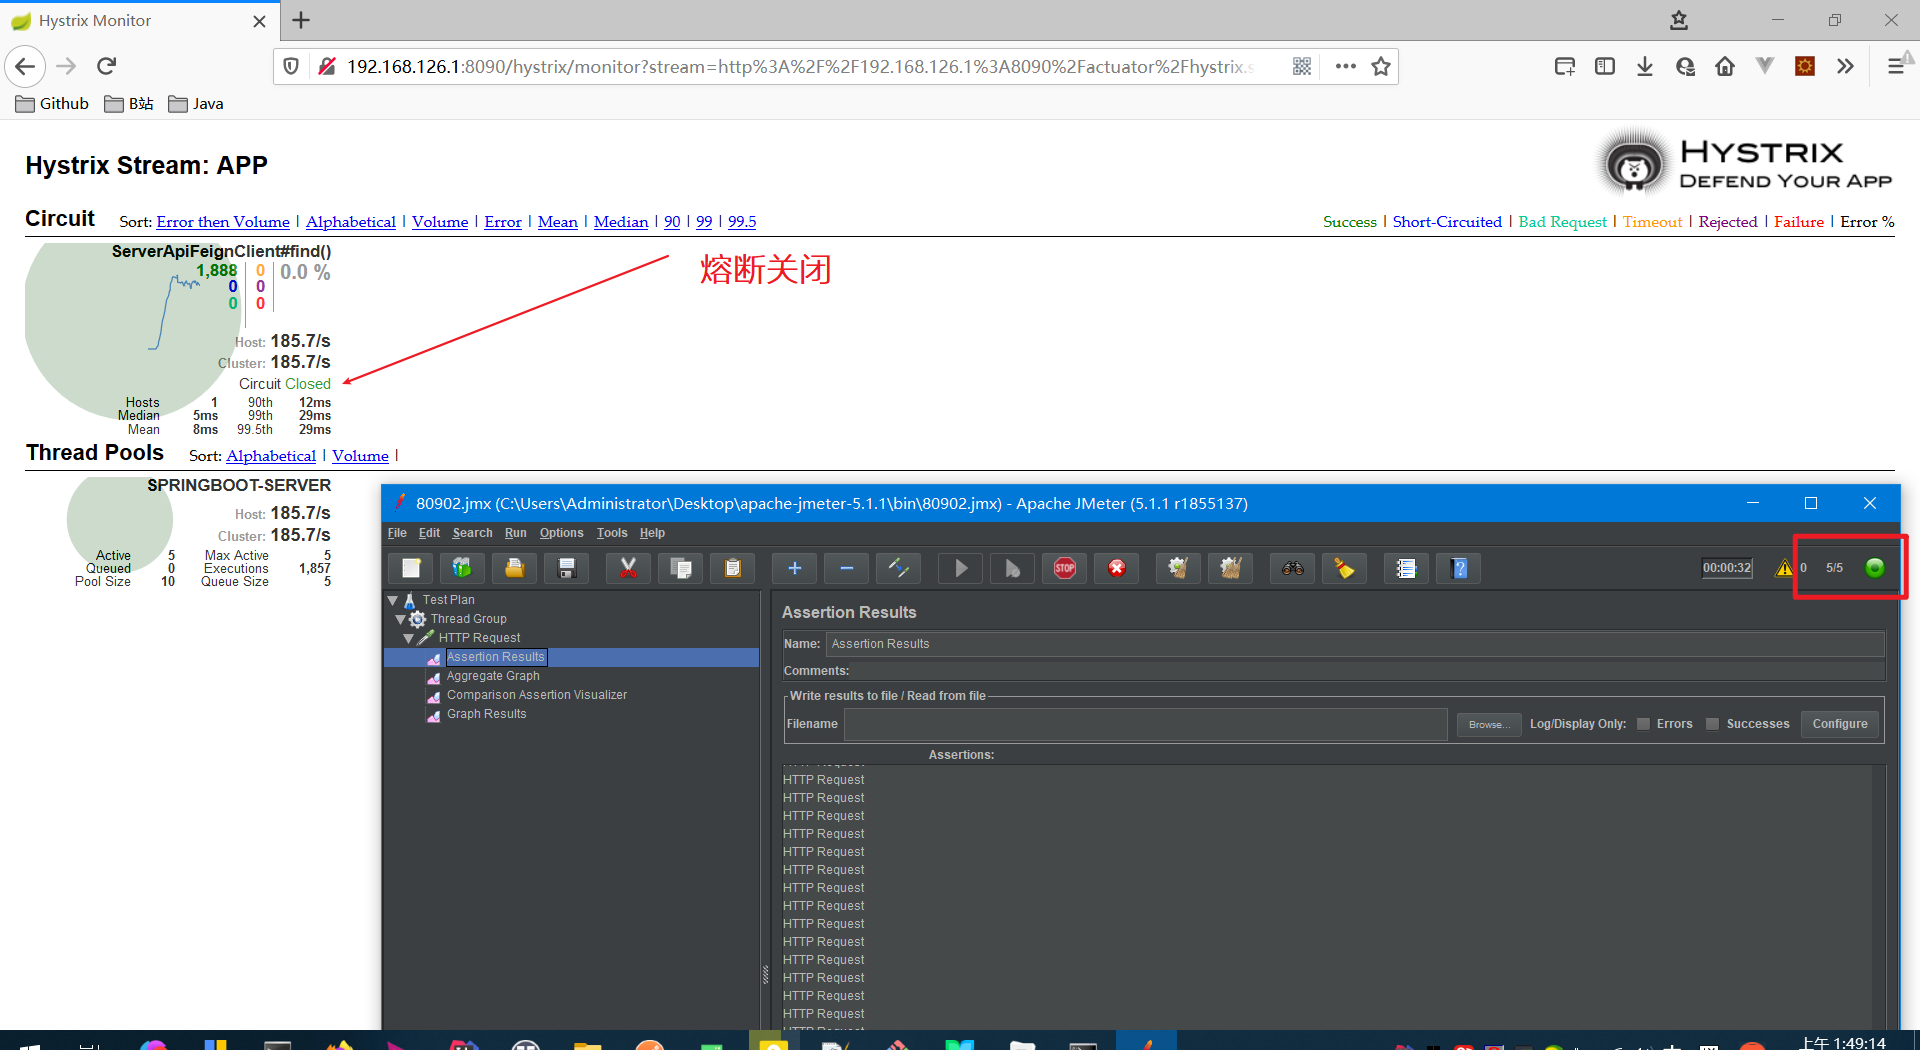 Hystrix Monitor
192.168.126.1:8090/hystrix/monitor?stream=http%3A%2F%2F192.168.126.1%3A8090%2Factuator%2Fhystrix.s
Github B站 Java
Hystrix Stream: APP
HYSTRIX
DEFEND YOUR APP
Circuit Sort: Error then Volume | Alphabetical | Volume | Error | Mean | Median | 90 | 99 | 99.5
Success | Short-Circuited | Bad Request | Timeout | Rejected | Failure | Error %
ServerApiFeignClient#find()
1,888 0 0.0 %
0 0
0 0
熔断关闭
Host: 185.7/s
Cluster: 185.7/s
Circuit Closed
Hosts 1 90th 12ms
Median 5ms 99th 29ms
Mean 8ms 99.5th 29ms
Thread Pools Sort: Alphabetical | Volume |
SPRINGBOOT-SERVER
Host: 185.7/s
Cluster: 185.7/s
Active 5 Max Active 5
Queued 0 Executions 1,857
Pool Size 10 Queue Size 5
80902.jmx (C:\Users\Administrator\Desktop\apache-jmeter-5.1.1\bin\80902.jmx) - Apache JMeter (5.1.1 r1855137)
File Edit Search Run Options Tools Help
STOP
00:00:32 0 5/5
Test Plan
Thread Group
HTTP Request
Assertion Results
Aggregate Graph
Comparison Assertion Visualizer
Graph Results
Assertion Results
Name: Assertion Results
Comments:
Write results to file / Read from file
Filename Browse... Log/Display Only: Errors Successes Configure
Assertions:
HTTP Request
HTTP Request
HTTP Request
HTTP Request
HTTP Request
HTTP Request
HTTP Request
HTTP Request
HTTP Request
HTTP Request
HTTP Request
HTTP Request
HTTP Request
HTTP Request
上午 1:49:14